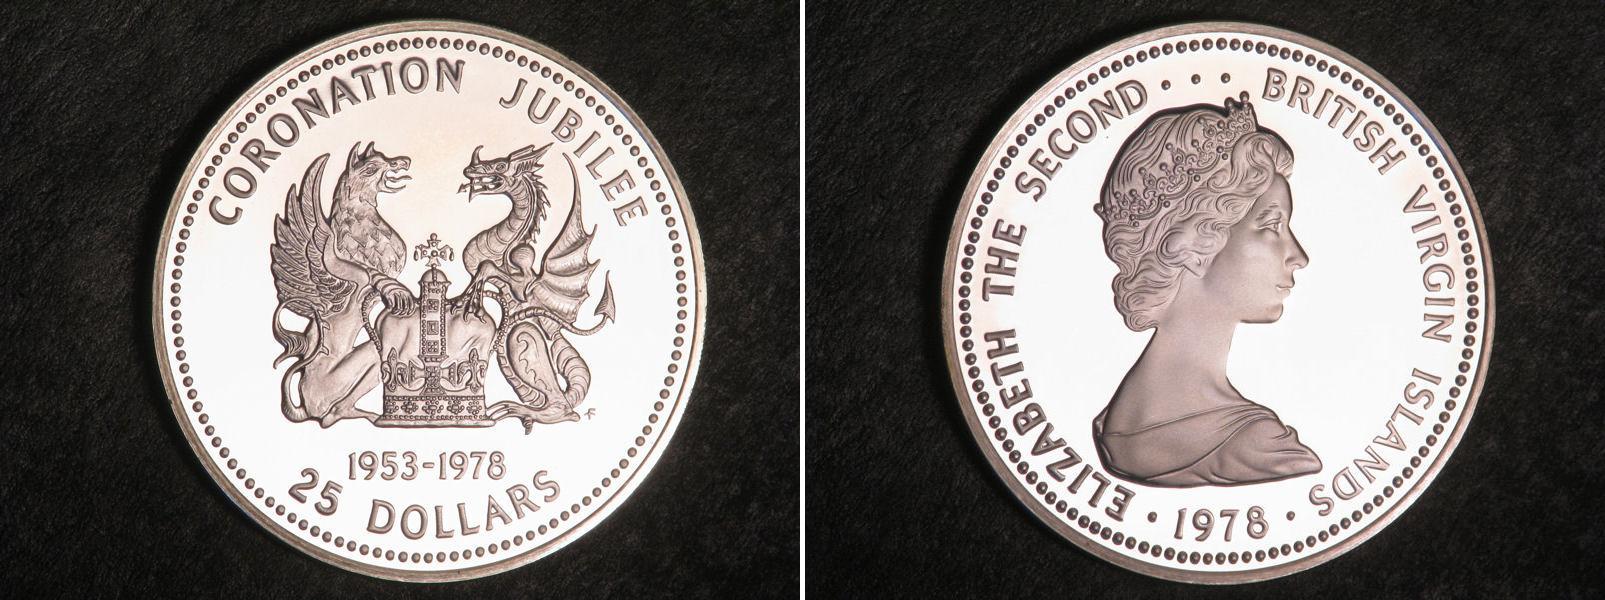 CORONATION JUBILEE
1953-1978
25 DOLLARS
ELIZABETH THE SECOND · · · BRITISH VIRGIN ISLANDS
· 1978 ·